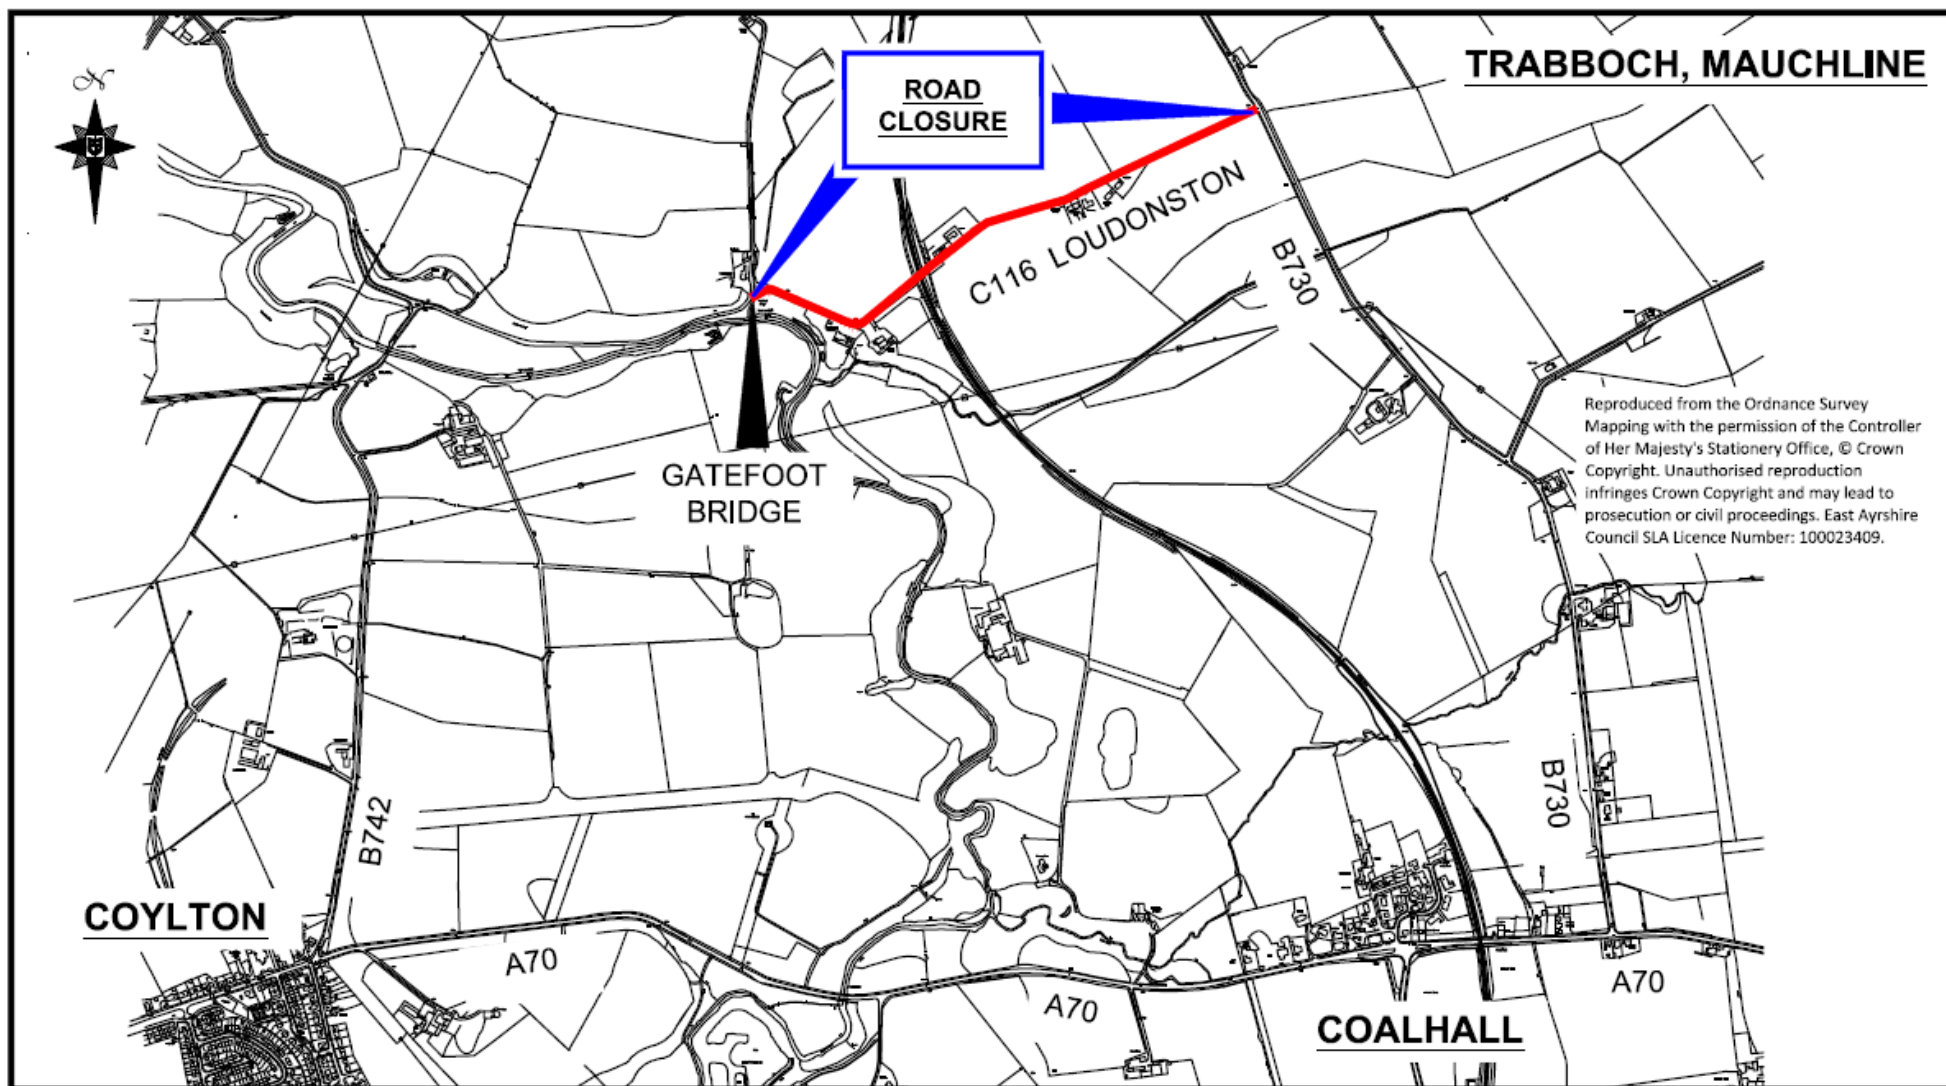 TRABBOCH, MAUCHLINE
ROAD
CLOSURE
C116 LOUDONSTON
B730
Reproduced from the Ordnance Survey
Mapping with the permission of the Controller
of Her Majesty's Stationery Office, © Crown
Copyright. Unauthorised reproduction
infringes Crown Copyright and may lead to
prosecution or civil proceedings. East Ayrshire
Council SLA Licence Number: 100023409.
GATEFOOT
BRIDGE
B730
B742
COYLTON
A70
A70
A70
COALHALL